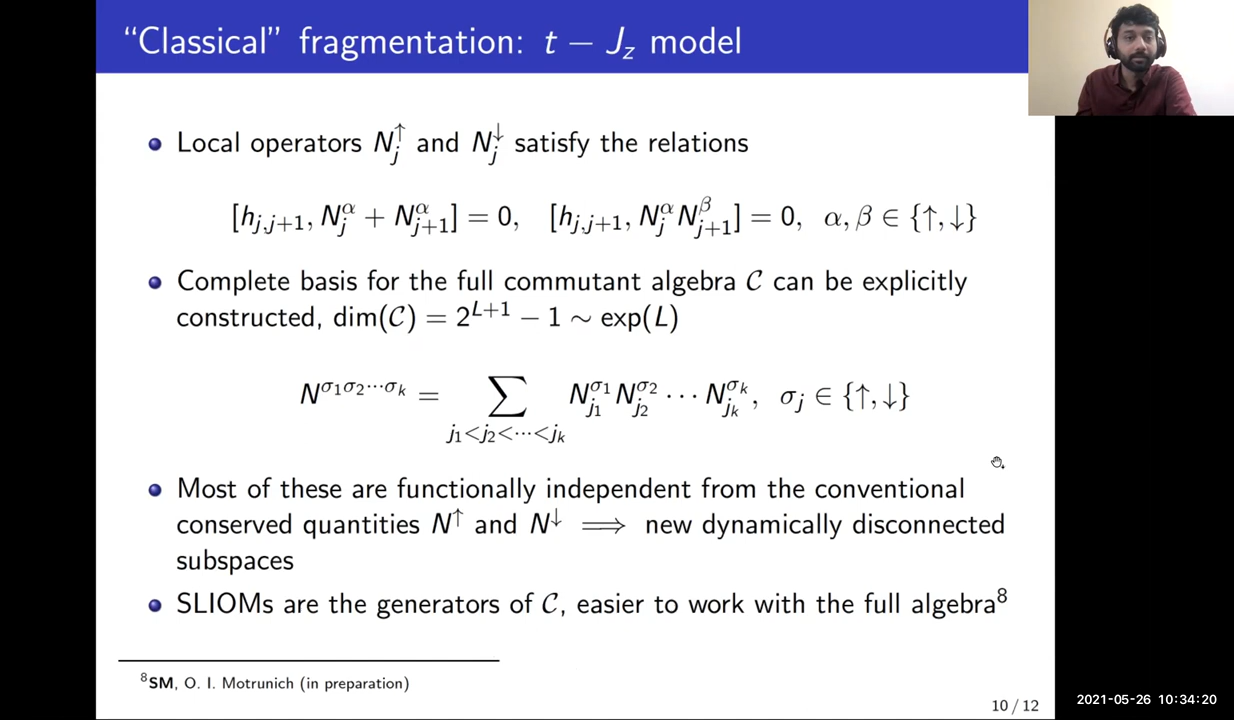 “Classical” fragmentation: t − J_z model
Local operators N_j^↑ and N_j^↓ satisfy the relations
[h_{j,j+1}, N_j^α + N_{j+1}^α] = 0, [h_{j,j+1}, N_j^α N_{j+1}^β] = 0, α, β ∈ {↑, ↓}
Complete basis for the full commutant algebra 𝒞 can be explicitly
constructed, dim(𝒞) = 2^{L+1} − 1 ∼ exp(L)
N^{σ_1σ_2⋯σ_k} = ∑_{j_1<j_2<⋯<j_k} N_{j_1}^{σ_1} N_{j_2}^{σ_2} ⋯ N_{j_k}^{σ_k}, σ_j ∈ {↑, ↓}
Most of these are functionally independent from the conventional
conserved quantities N^↑ and N^↓ ⟹ new dynamically disconnected
subspaces
SLIOMs are the generators of 𝒞, easier to work with the full algebra^8
^8SM, O. I. Motrunich (in preparation)
10 / 12
2021-05-26 10:34:20